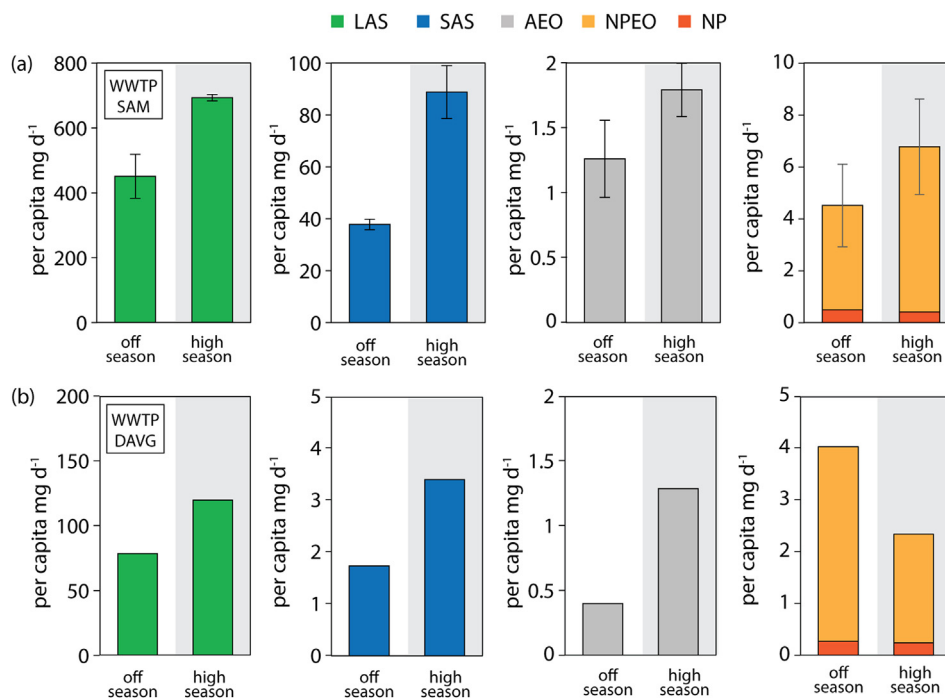 LAS SAS AEO NPEO NP
(a)
WWTP
SAM
per capita mg d⁻¹
800
600
400
200
0
off
season
high
season
per capita mg d⁻¹
100
80
60
40
20
0
off
season
high
season
per capita mg d⁻¹
2
1.5
1
0.5
0
off
season
high
season
per capita mg d⁻¹
10
8
6
4
2
0
off
season
high
season
(b)
WWTP
DAVG
per capita mg d⁻¹
200
150
100
50
0
off
season
high
season
per capita mg d⁻¹
5
4
3
2
1
0
off
season
high
season
per capita mg d⁻¹
2
1.5
1
0.5
0
off
season
high
season
per capita mg d⁻¹
5
4
3
2
1
0
off
season
high
season